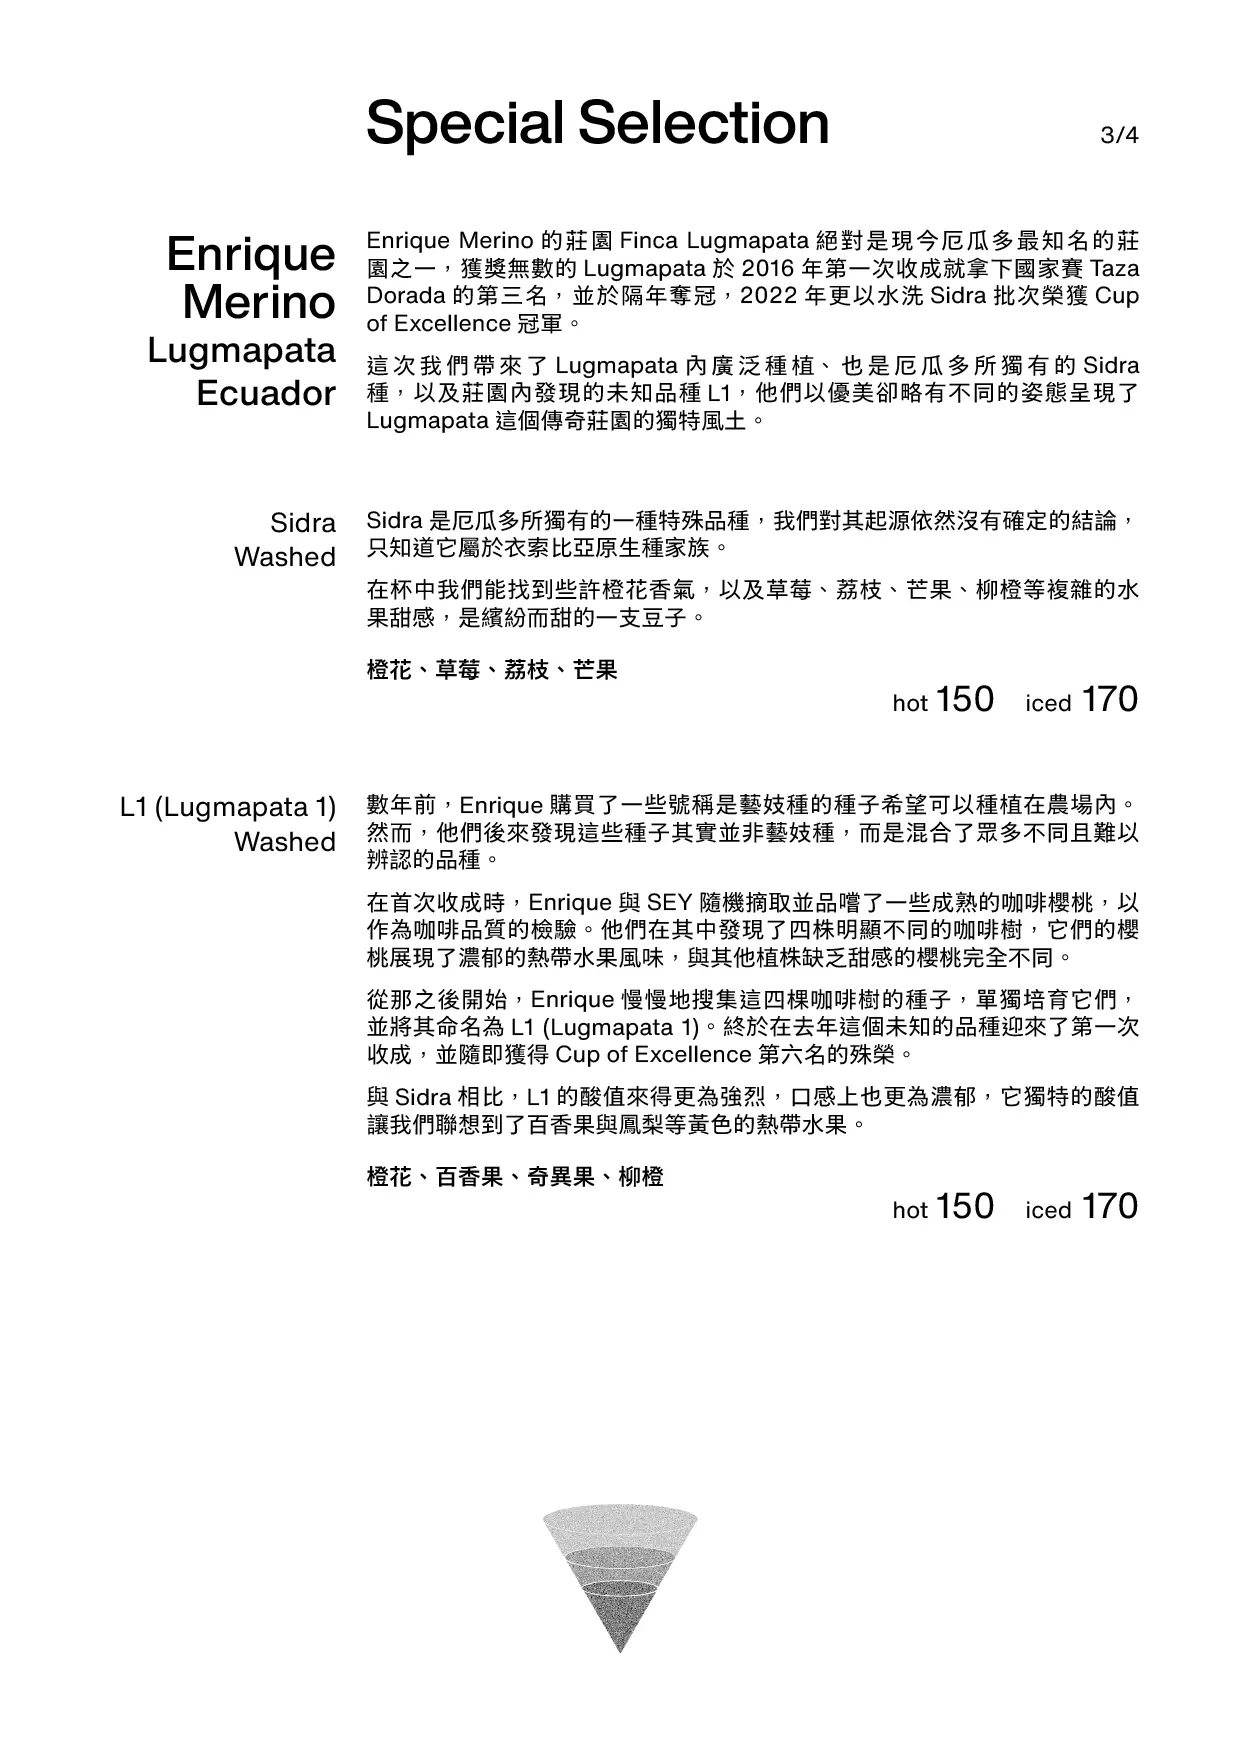 Special Selection
3/4
Enrique
Merino
Lugmapata
Ecuador
Enrique Merino 的莊園 Finca Lugmapata 絕對是現今厄瓜多最知名的莊
園之一，獲獎無數的 Lugmapata 於 2016 年第一次收成就拿下國家賽 Taza
Dorada 的第三名，並於隔年奪冠，2022 年更以水洗 Sidra 批次榮獲 Cup
of Excellence 冠軍。
這次我們帶來了 Lugmapata 內廣泛種植、也是厄瓜多所獨有的 Sidra
種，以及莊園內發現的未知品種 L1，他們以優美卻略有不同的姿態呈現了
Lugmapata 這個傳奇莊園的獨特風土。
Sidra
Washed
Sidra 是厄瓜多所獨有的一種特殊品種，我們對其起源依然沒有確定的結論，
只知道它屬於衣索比亞原生種家族。
在杯中我們能找到些許橙花香氣，以及草莓、荔枝、芒果、柳橙等複雜的水
果甜感，是繽紛而甜的一支豆子。
橙花、草莓、荔枝、芒果
hot 150 iced 170
L1 (Lugmapata 1)
Washed
數年前，Enrique 購買了一些號稱是藝妓種的種子希望可以種植在農場內。
然而，他們後來發現這些種子其實並非藝妓種，而是混合了眾多不同且難以
辨認的品種。
在首次收成時，Enrique 與 SEY 隨機摘取並品嚐了一些成熟的咖啡櫻桃，以
作為咖啡品質的檢驗。他們在其中發現了四株明顯不同的咖啡樹，它們的櫻
桃展現了濃郁的熱帶水果風味，與其他植株缺乏甜感的櫻桃完全不同。
從那之後開始，Enrique 慢慢地搜集這四棵咖啡樹的種子，單獨培育它們，
並將其命名為 L1 (Lugmapata 1)。終於在去年這個未知的品種迎來了第一次
收成，並隨即獲得 Cup of Excellence 第六名的殊榮。
與 Sidra 相比，L1 的酸值來得更為強烈，口感上也更為濃郁，它獨特的酸值
讓我們聯想到了百香果與鳳梨等黃色的熱帶水果。
橙花、百香果、奇異果、柳橙
hot 150 iced 170